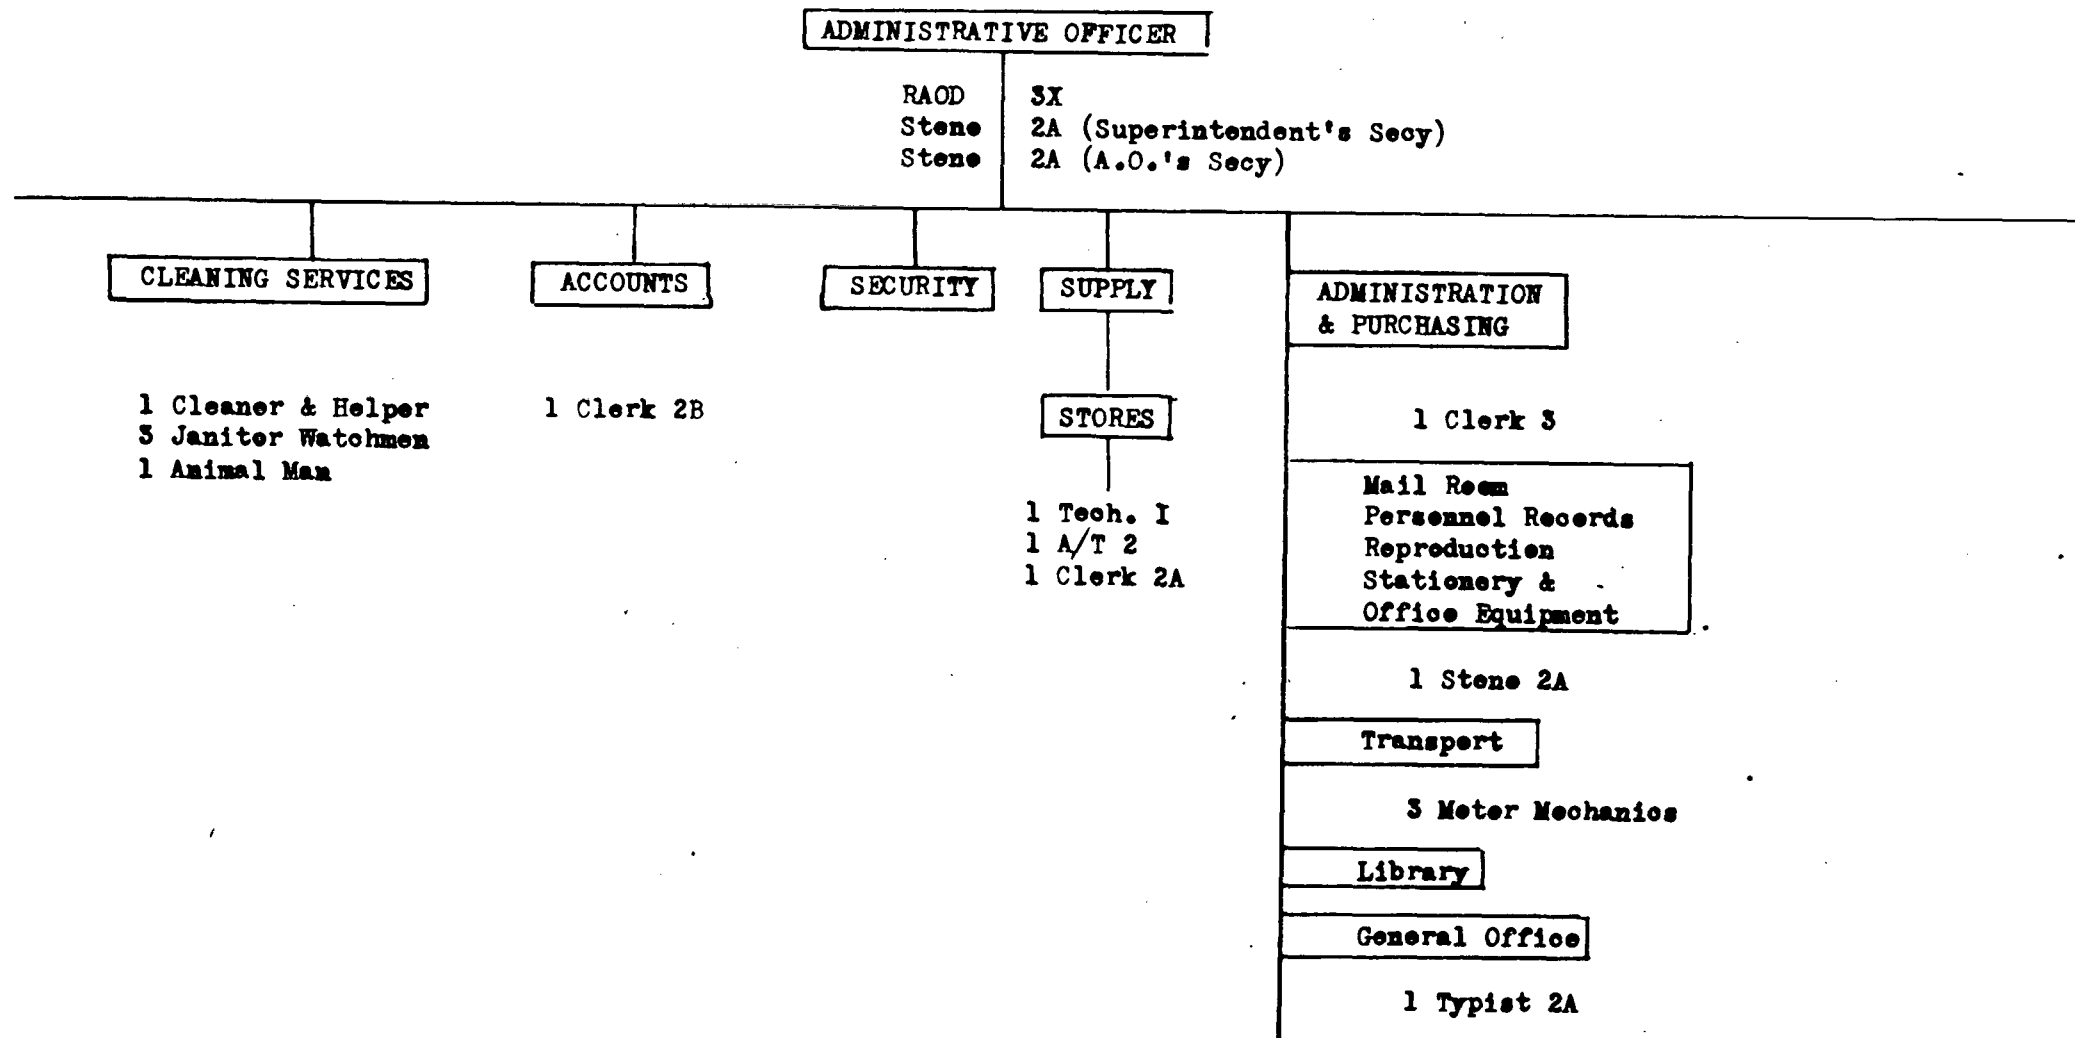 ADMINISTRATIVE OFFICER
RAOD 3X
Steno 2A (Superintendent's Secy)
Steno 2A (A.O.'s Secy)
CLEANING SERVICES
1 Cleaner & Helper
3 Janitor Watchmen
1 Animal Man
ACCOUNTS
1 Clerk 2B
SECURITY
SUPPLY
STORES
1 Tech. I
1 A/T 2
1 Clerk 2A
ADMINISTRATION
& PURCHASING
1 Clerk 3
Mail Room
Personnel Records
Reproduction
Stationery &
Office Equipment
1 Steno 2A
Transport
3 Motor Mechanics
Library
General Office
1 Typist 2A